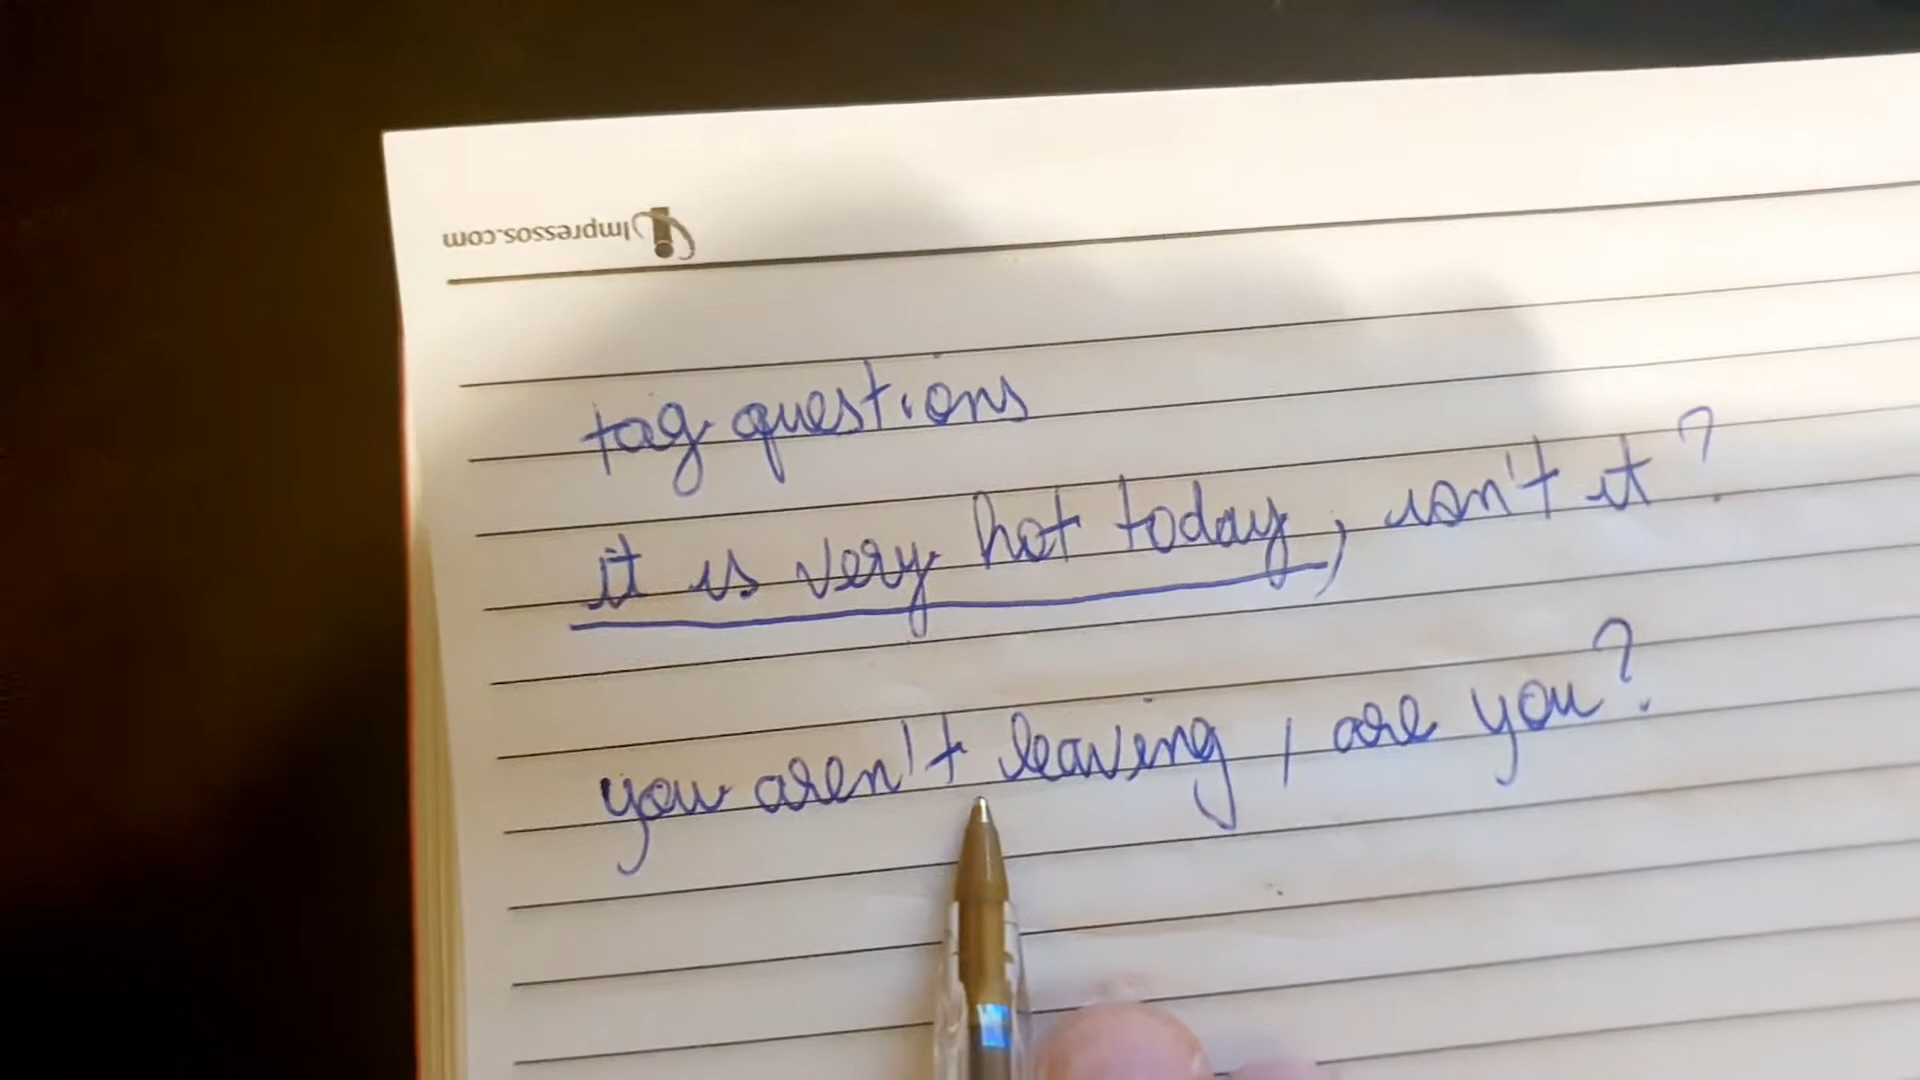 Impressos.com
tag questions
it is very hot today, isn't it?
you aren't leaving, are you?